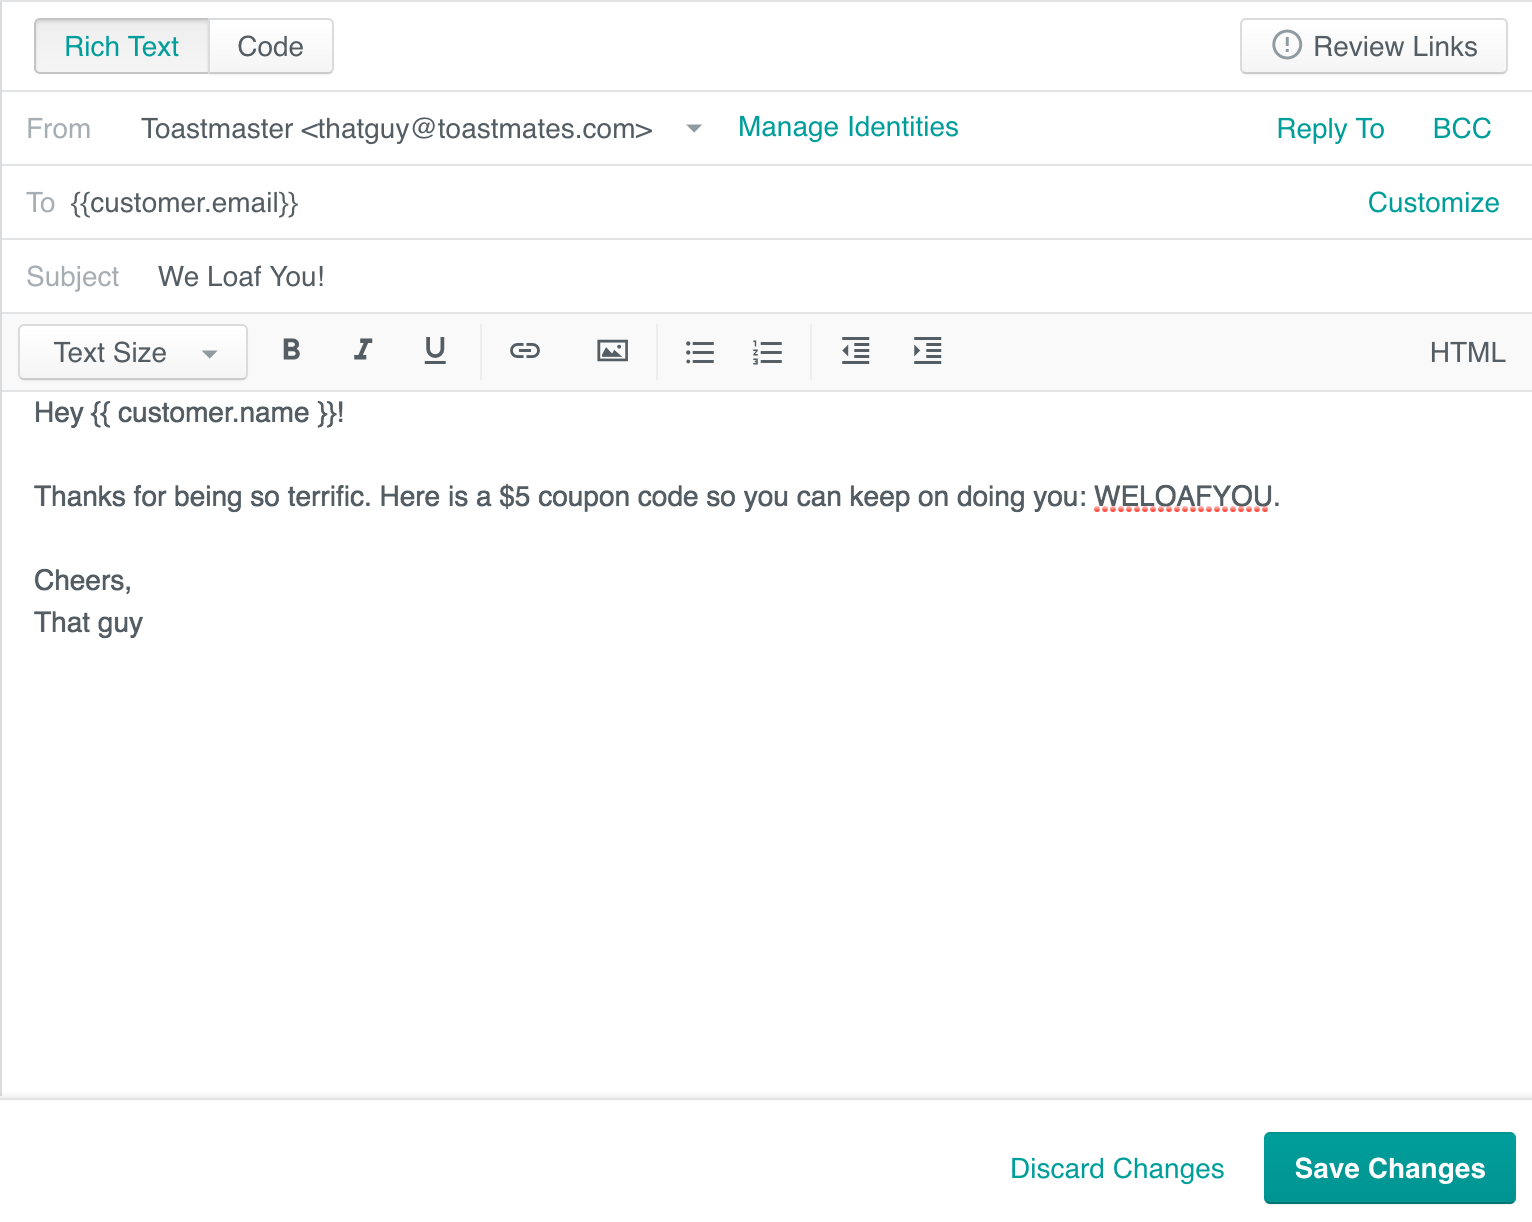 Rich Text Code Review Links
From Toastmaster <thatguy@toastmates.com> Manage Identities Reply To BCC
To {{customer.email}} Customize
Subject We Loaf You!
Text Size B I U HTML
Hey {{ customer.name }}!
Thanks for being so terrific. Here is a $5 coupon code so you can keep on doing you: WELOAFYOU.
Cheers,
That guy
Discard Changes Save Changes